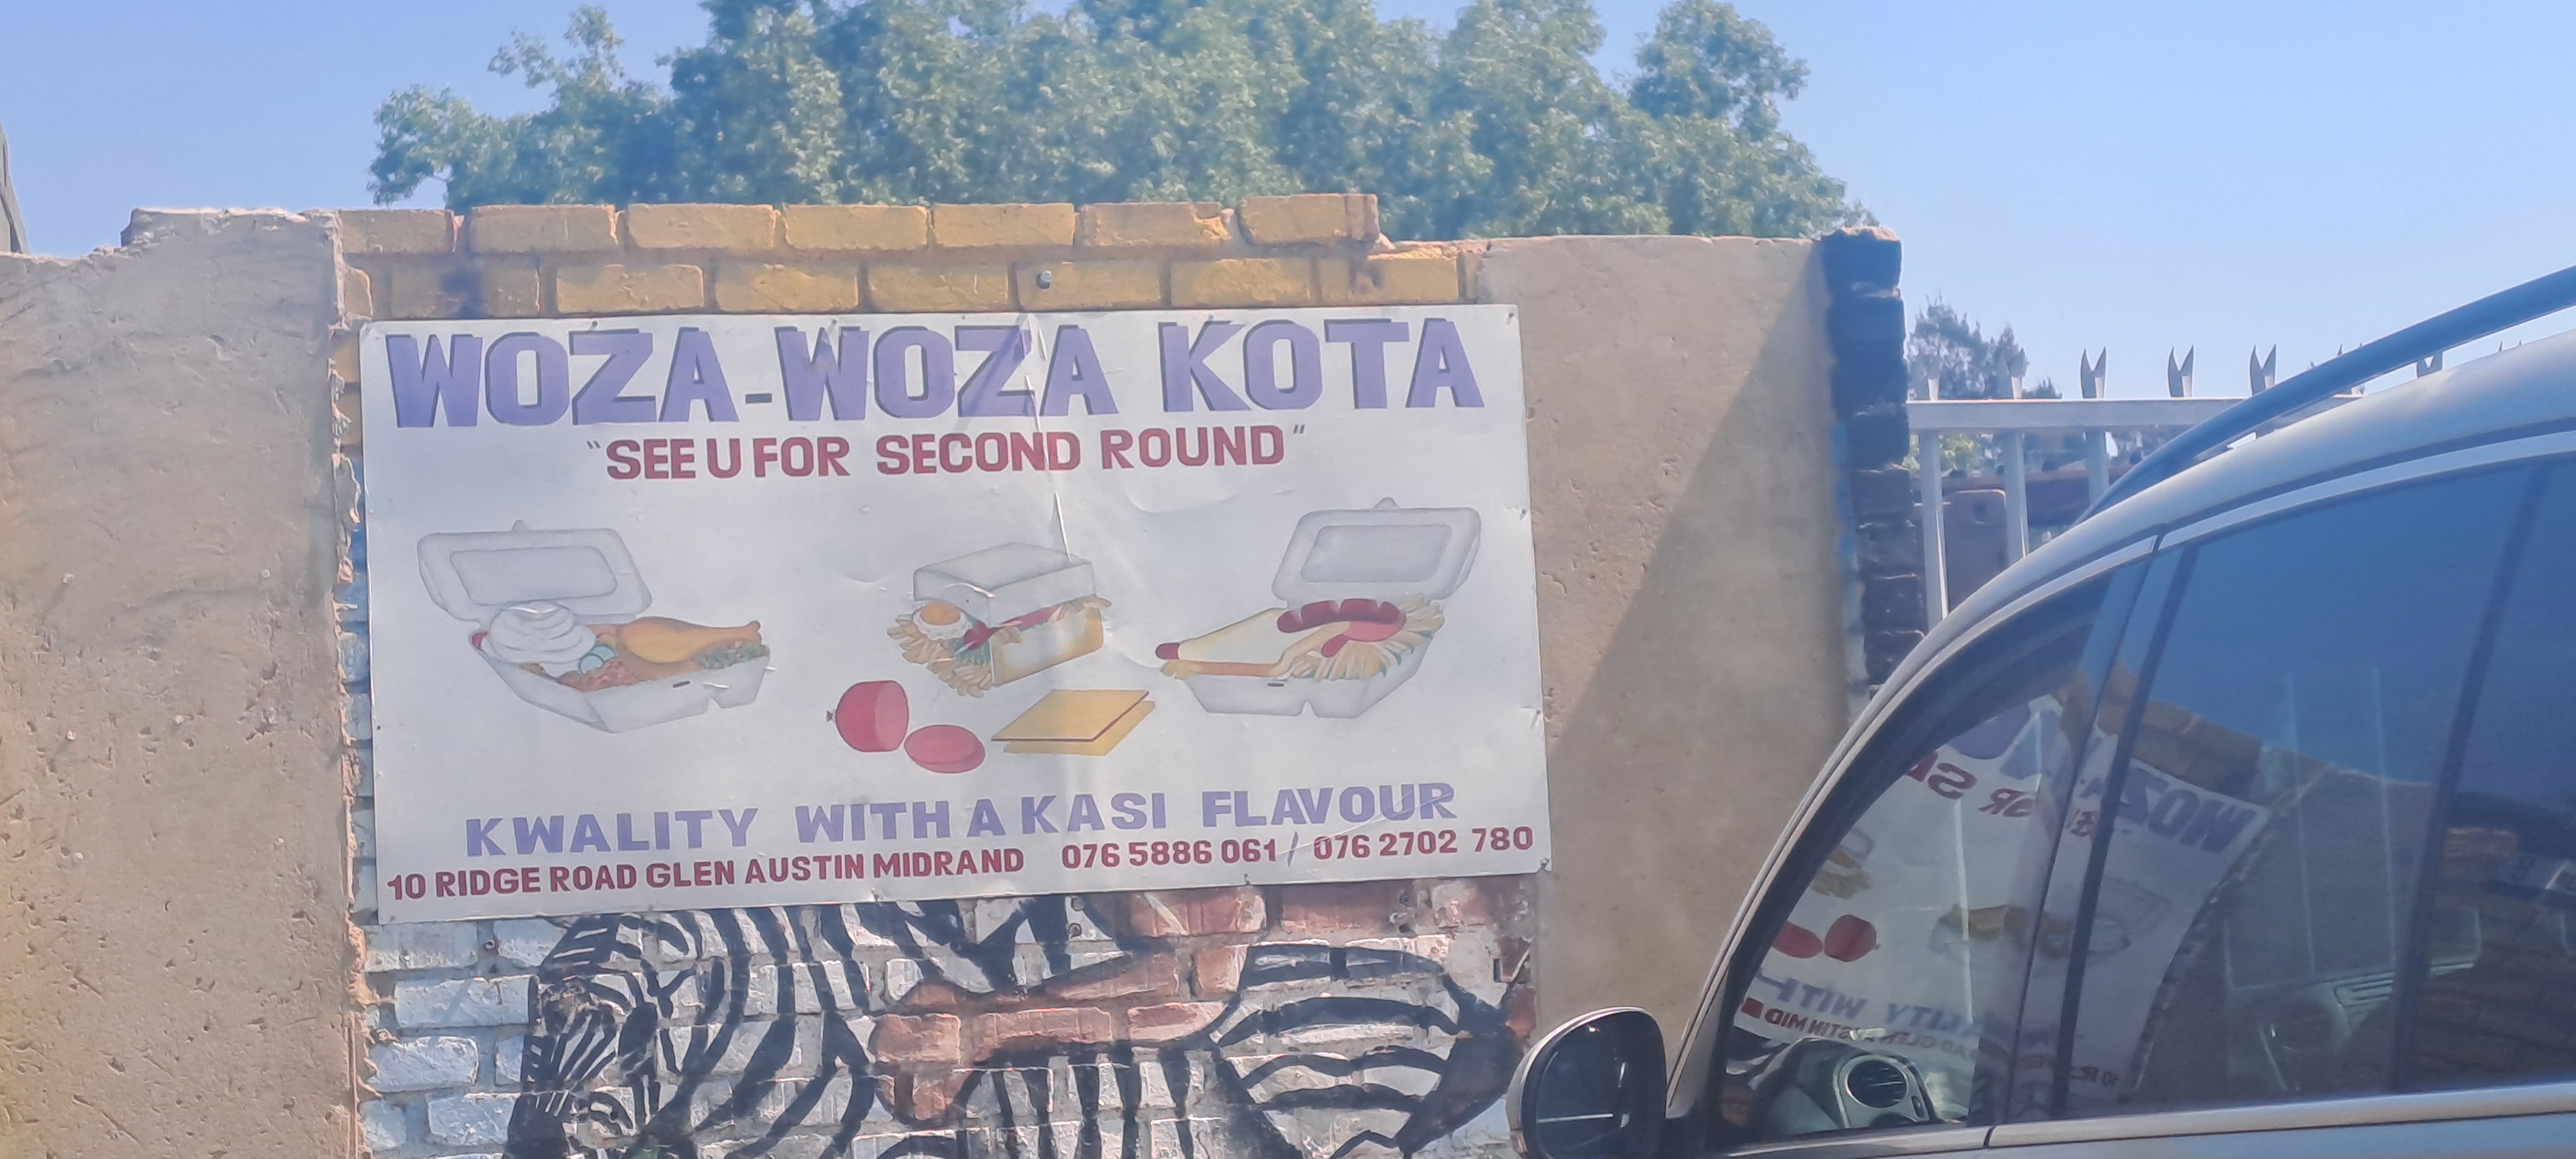 WOZA-WOZA KOTA
"SEE U FOR SECOND ROUND"
KWALITY WITH A KASI FLAVOUR
10 RIDGE ROAD GLEN AUSTIN MIDRAND 076 5886 061 / 076 2702 780